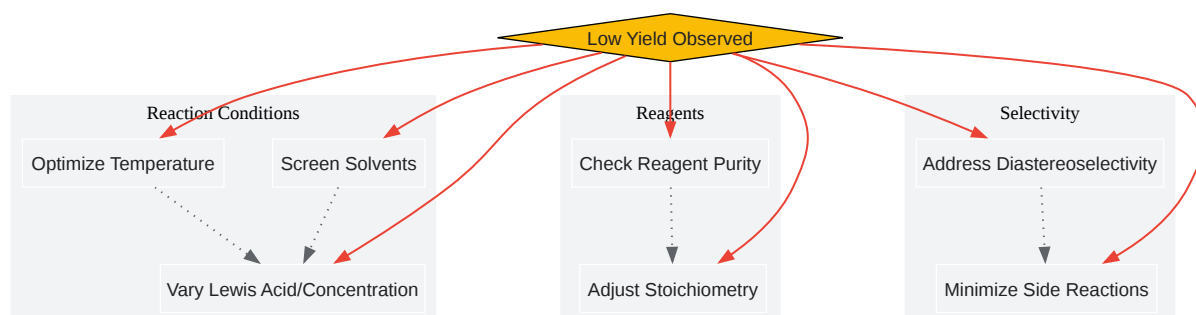 Low Yield Observed
Reaction Conditions
Reagents
Selectivity
Optimize Temperature
Screen Solvents
Check Reagent Purity
Address Diastereoselectivity
Vary Lewis Acid/Concentration
Adjust Stoichiometry
Minimize Side Reactions